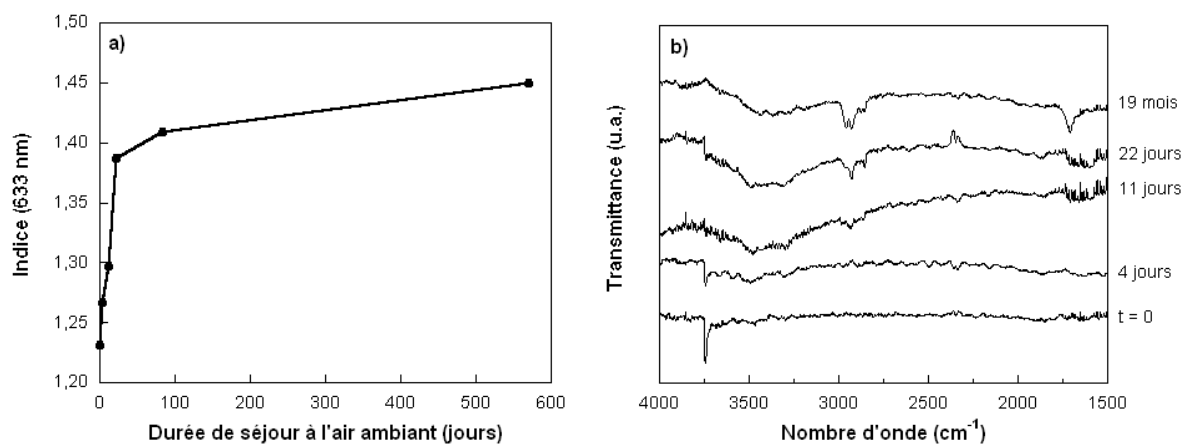 a)
1,50
1,45
1,40
1,35
1,30
1,25
1,20
0 100 200 300 400 500 600
Indice (633 nm)
Durée de séjour à l'air ambiant (jours)
b)
19 mois
22 jours
11 jours
4 jours
t = 0
Transmittance (u.a.)
4000 3500 3000 2500 2000 1500
Nombre d'onde (cm⁻¹)